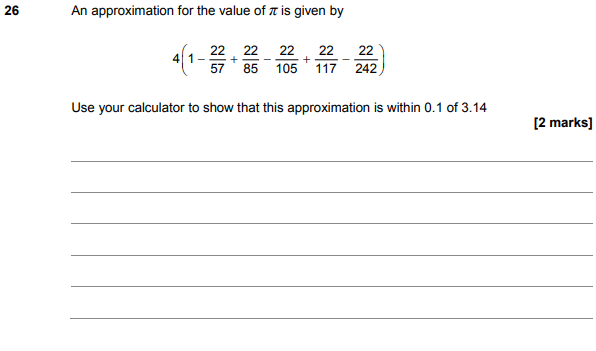 26 An approximation for the value of π is given by
4(1 − 22/57 + 22/85 − 22/105 + 22/117 − 22/242)
Use your calculator to show that this approximation is within 0.1 of 3.14
[2 marks]